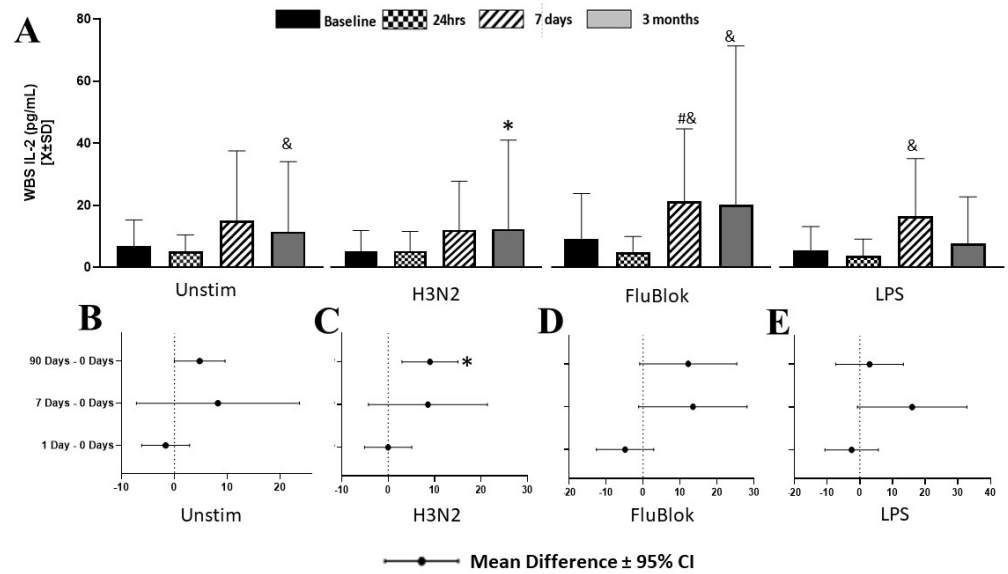 A
Baseline 24hrs 7 days 3 months
WBS IL-2 (pg/mL)
[X±SD]
80
60
40
20
0
&
*
#&
&
&
Unstim H3N2 FluBlok LPS
B C D E
90 Days - 0 Days
7 Days - 0 Days
1 Day - 0 Days
*
-10 0 10 20
-10 0 10 20 30
-20 -10 0 10 20 30
-20 -10 0 10 20 30 40
Unstim H3N2 FluBlok LPS
Mean Difference ± 95% CI